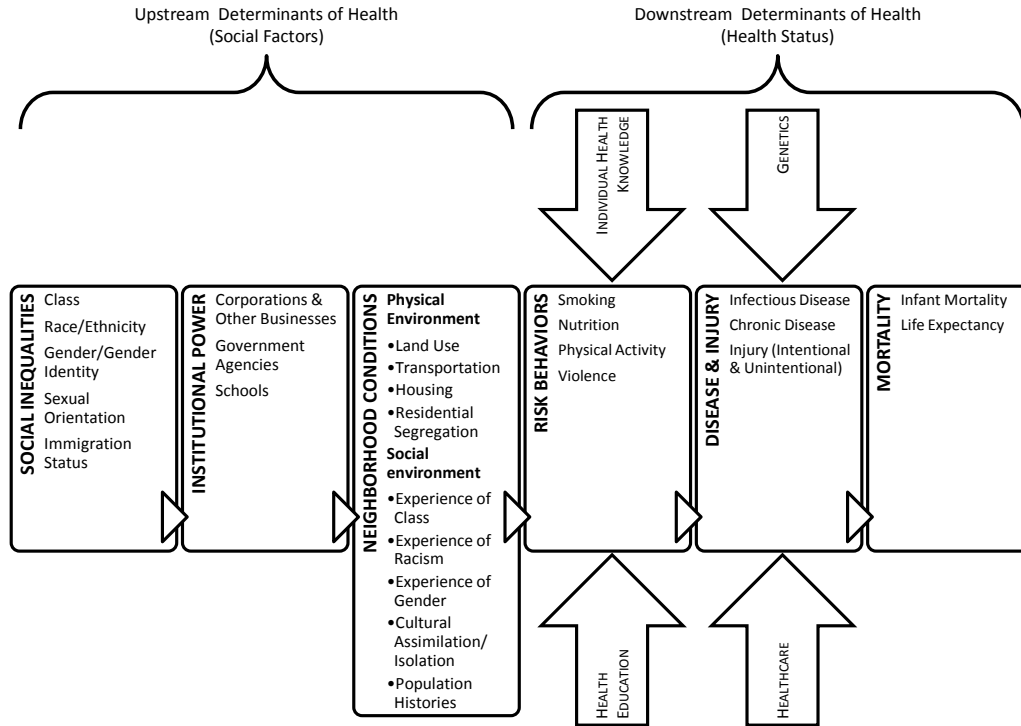 Upstream Determinants of Health
(Social Factors)
Downstream Determinants of Health
(Health Status)
INDIVIDUAL HEALTH
KNOWLEDGE
GENETICS
SOCIAL INEQUALITIES
Class
Race/Ethnicity
Gender/Gender
Identity
Sexual
Orientation
Immigration
Status
INSTITUTIONAL POWER
Corporations &
Other Businesses
Government
Agencies
Schools
NEIGHBORHOOD CONDITIONS
Physical
Environment
•Land Use
•Transportation
•Housing
•Residential
Segregation
Social
environment
•Experience of
Class
•Experience of
Racism
•Experience of
Gender
•Cultural
Assimilation/
Isolation
•Population
Histories
RISK BEHAVIORS
Smoking
Nutrition
Physical Activity
Violence
DISEASE & INJURY
Infectious Disease
Chronic Disease
Injury (Intentional
& Unintentional)
MORTALITY
Infant Mortality
Life Expectancy
HEALTH
EDUCATION
HEALTHCARE